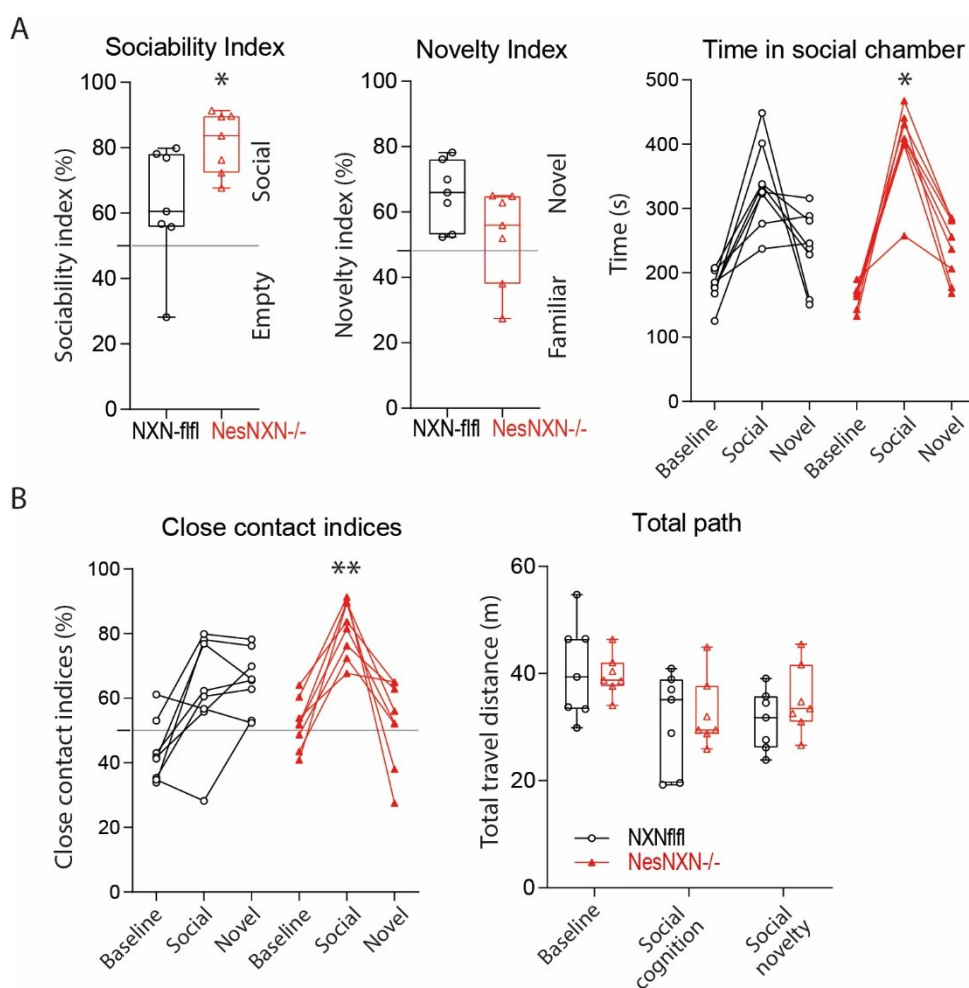 A
Sociability Index
*
Sociability index (%)
100
80
60
40
20
0
Social
Empty
NXN-flfl
NesNXN-/-
Novelty Index
Novelty index (%)
100
80
60
40
20
0
Novel
Familiar
NXN-flfl
NesNXN-/-
Time in social chamber
*
Time (s)
500
400
300
200
100
0
Baseline
Social
Novel
Baseline
Social
Novel
B
Close contact indices
**
Close contact indices (%)
100
80
60
40
20
0
Baseline
Social
Novel
Baseline
Social
Novel
Total path
Total travel distance (m)
60
40
20
0
NXNflfl
NesNXN-/-
Baseline
Social
cognition
Social
novelty